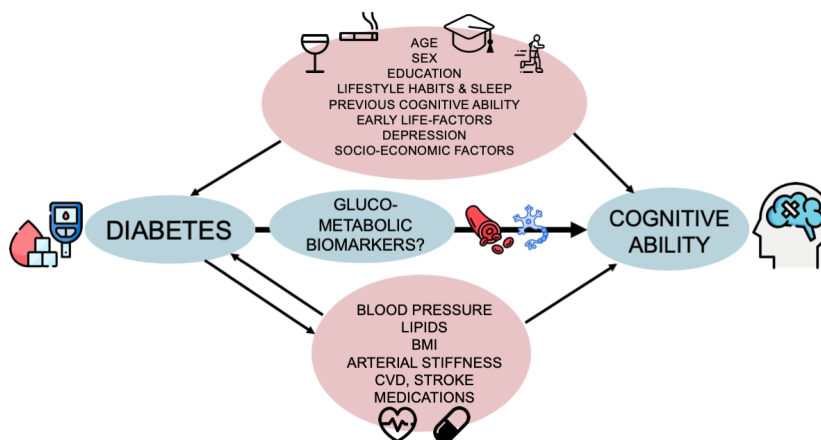 AGE
SEX
EDUCATION
LIFESTYLE HABITS & SLEEP
PREVIOUS COGNITIVE ABILITY
EARLY LIFE-FACTORS
DEPRESSION
SOCIO-ECONOMIC FACTORS
DIABETES
GLUCO-
METABOLIC
BIOMARKERS?
COGNITIVE
ABILITY
BLOOD PRESSURE
LIPIDS
BMI
ARTERIAL STIFFNESS
CVD, STROKE
MEDICATIONS